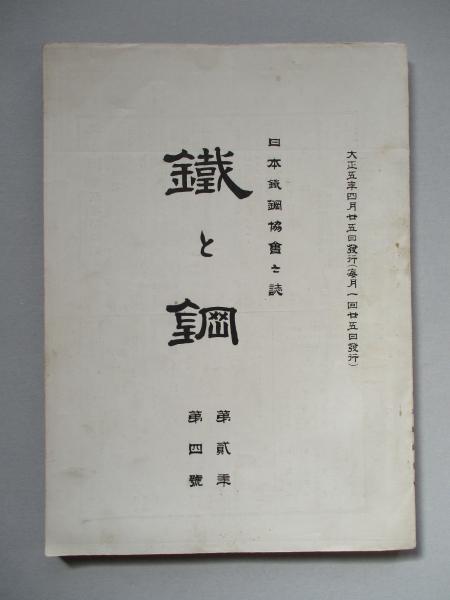 大正五年四月廿五日發行(每月一回廿五日發行)
日本鐵鋼協會々誌
鐵と鋼
第貳年
第四號